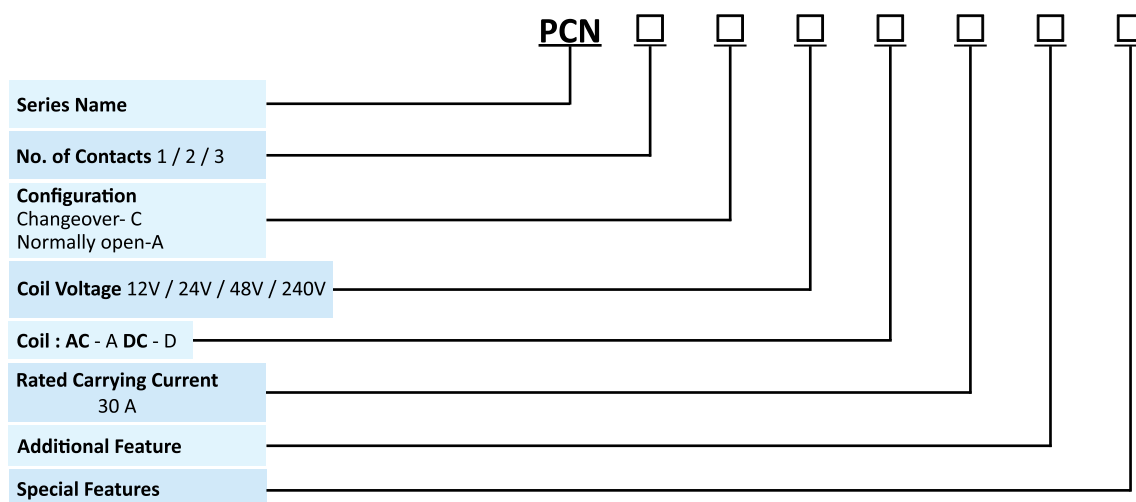 PCN
Series Name
No. of Contacts 1 / 2 / 3
Configuration
Changeover- C
Normally open-A
Coil Voltage 12V / 24V / 48V / 240V
Coil : AC - A DC - D
Rated Carrying Current
30 A
Additional Feature
Special Features